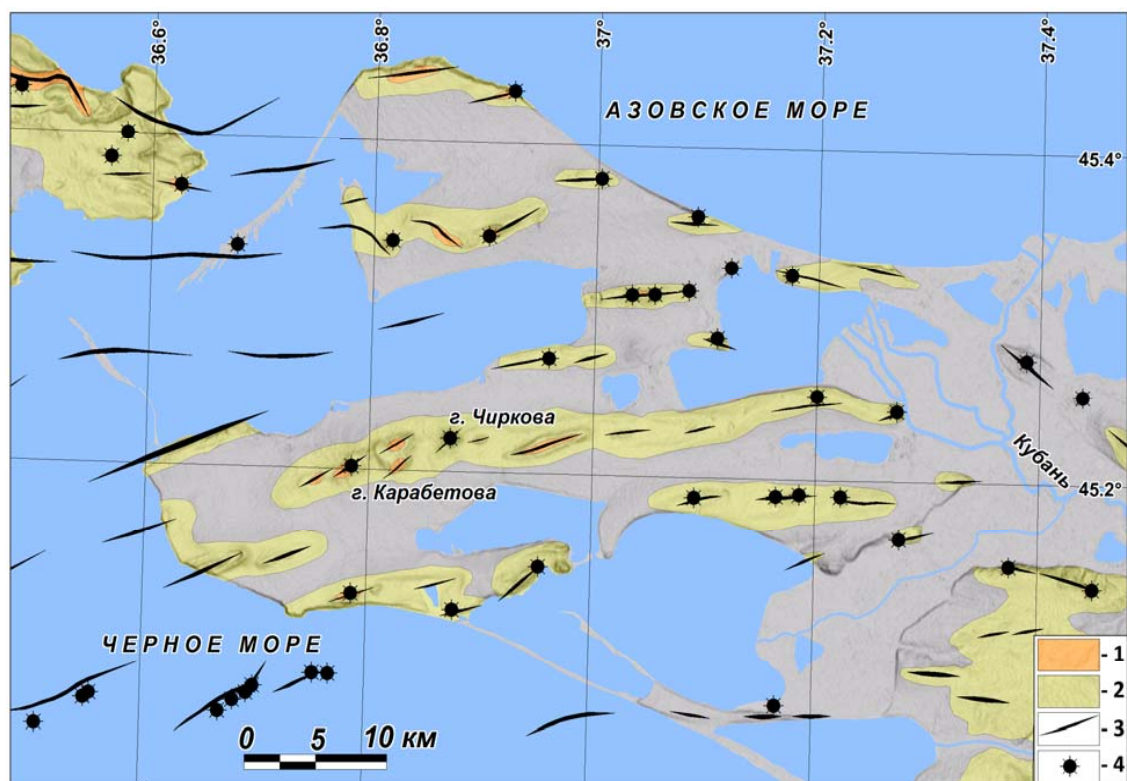 36.6°
36.8°
37°
37.2°
37.4°
АЗОВСКОЕ МОРЕ
45.4°
г. Чиркова
г. Карабетова
Кубань
45.2°
ЧЕРНОЕ МОРЕ
0 5 10 км
- 1
- 2
- 3
- 4